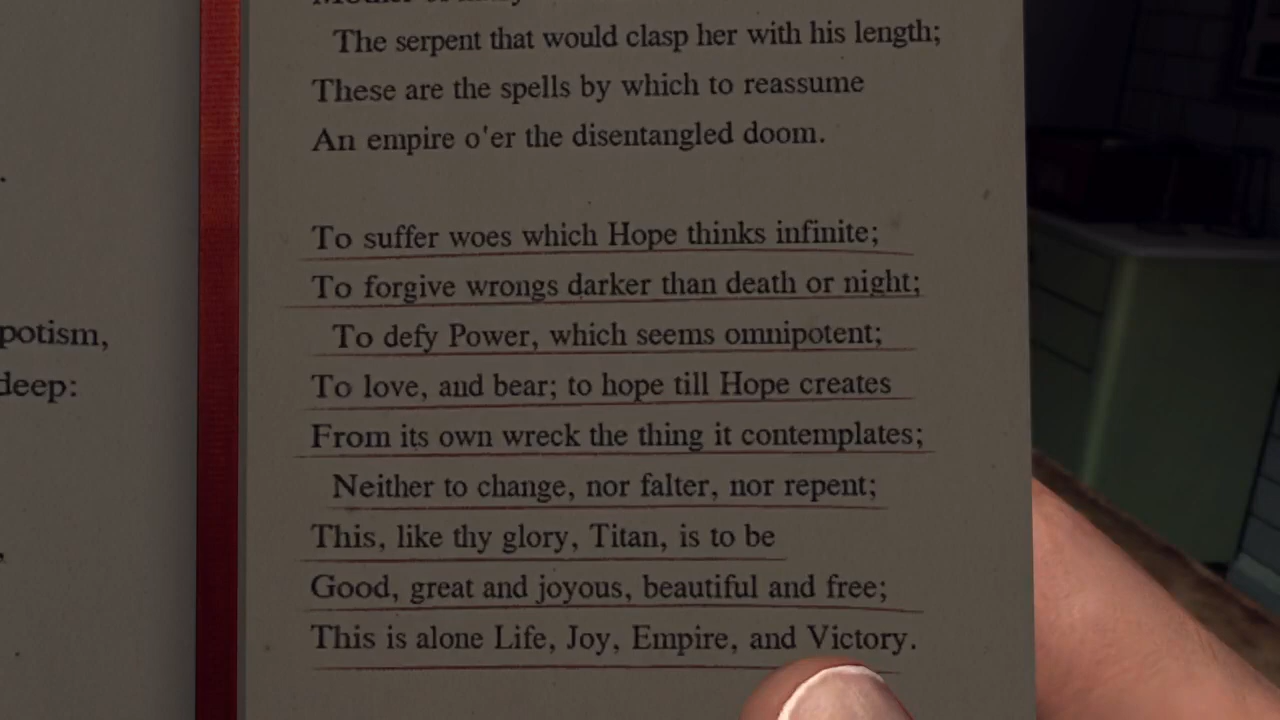 The serpent that would clasp her with his length;
These are the spells by which to reassume
An empire o'er the disentangled doom.
To suffer woes which Hope thinks infinite;
To forgive wrongs darker than death or night;
To defy Power, which seems omnipotent;
To love, and bear; to hope till Hope creates
From its own wreck the thing it contemplates;
Neither to change, nor falter, nor repent;
This, like thy glory, Titan, is to be
Good, great and joyous, beautiful and free;
This is alone Life, Joy, Empire, and Victory.
potism,
deep: